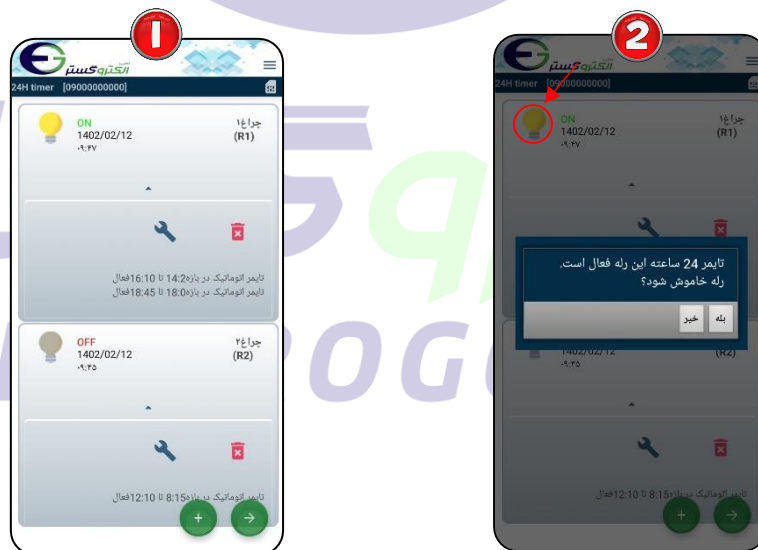 1
الکتروگستر
24H timer [09000000000]
ON
1402/02/12
۰۹:۴۷
چراغ۱
(R1)
تایمر اتوماتیک در بازه14:2 تا 16:10فعال
تایمر اتوماتیک در بازه18:0 تا 18:45فعال
OFF
1402/02/12
۰۹:۴۵
چراغ۲
(R2)
تایمر اتوماتیک در بازه8:15 تا 12:10فعال
2
الکتروگستر
24H timer [09000000000]
ON
1402/02/12
۰۹:۴۷
چراغ۱
(R1)
تایمر 24 ساعته این رله فعال است.
رله خاموش شود؟
بله
خیر
1402/02/12
(R2)
۰۹:۴۵
تایمر اتوماتیک در بازه8:15 تا 12:10فعال